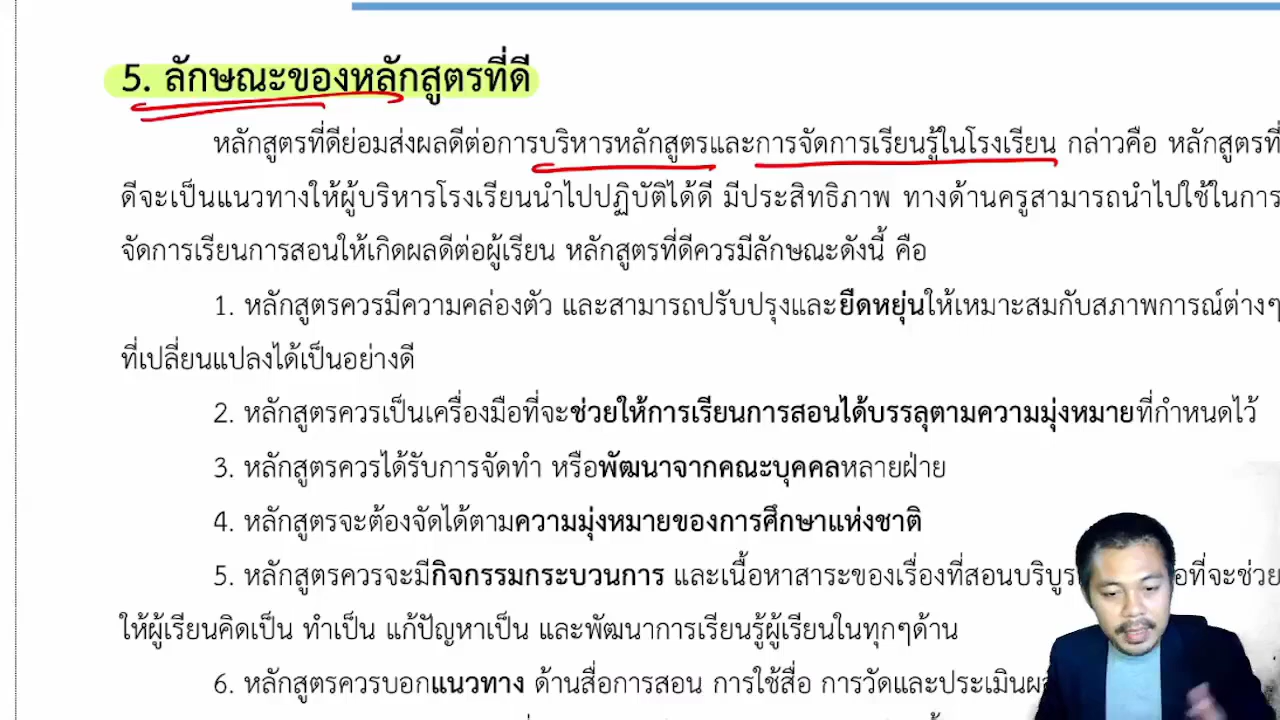 5. ลักษณะของหลักสูตรที่ดี
หลักสูตรที่ดีย่อมส่งผลดีต่อการบริหารหลักสูตรและการจัดการเรียนรู้ในโรงเรียน กล่าวคือ หลักสูตรที่
ดีจะเป็นแนวทางให้ผู้บริหารโรงเรียนนำไปปฏิบัติได้ดี มีประสิทธิภาพ ทางด้านครูสามารถนำไปใช้ในการ
จัดการเรียนการสอนให้เกิดผลดีต่อผู้เรียน หลักสูตรที่ดีควรมีลักษณะดังนี้ คือ
1. หลักสูตรควรมีความคล่องตัว และสามารถปรับปรุงและยืดหยุ่นให้เหมาะสมกับสภาพการณ์ต่างๆ
ที่เปลี่ยนแปลงได้เป็นอย่างดี
2. หลักสูตรควรเป็นเครื่องมือที่จะช่วยให้การเรียนการสอนได้บรรลุตามความมุ่งหมายที่กำหนดไว้
3. หลักสูตรควรได้รับการจัดทำ หรือพัฒนาจากคณะบุคคลหลายฝ่าย
4. หลักสูตรจะต้องจัดได้ตามความมุ่งหมายของการศึกษาแห่งชาติ
5. หลักสูตรควรจะมีกิจกรรมกระบวนการ และเนื้อหาสาระของเรื่องที่สอน ที่จะช่วย
ให้ผู้เรียนคิดเป็น ทำเป็น แก้ปัญหาเป็น และพัฒนาการเรียนรู้ผู้เรียนในทุกๆด้าน
6. หลักสูตรควรบอกแนวทาง ด้านสื่อการสอน การใช้สื่อ การวัดและประเมิน